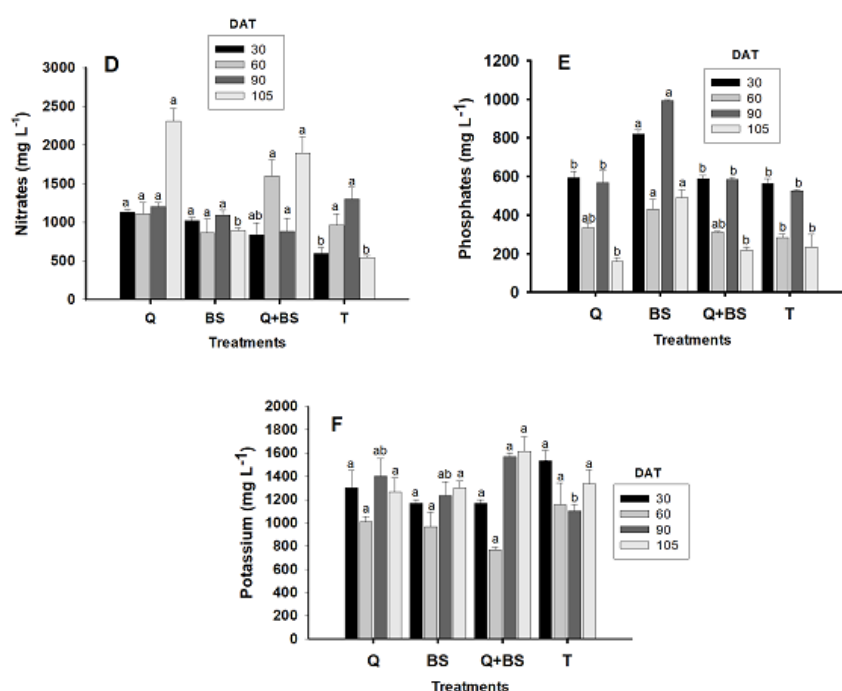 D
DAT
30
60
90
105
Nitrates (mg L-1)
3000
2500
2000
1500
1000
500
0
a a a a
a a a b
ab a a a
b a a b
Q BS Q+BS T
Treatments
E
DAT
30
60
90
105
Phosphates (mg L-1)
1200
1000
800
600
400
200
0
b ab b b
a a a a
b ab b b
b b b b
Q BS Q+BS T
Treatments
F
Potassium (mg L-1)
2000
1800
1600
1400
1200
1000
800
600
400
200
0
a a ab a
a a ab a
a a a a
a a b a
Q BS Q+BS T
Treatments
DAT
30
60
90
105